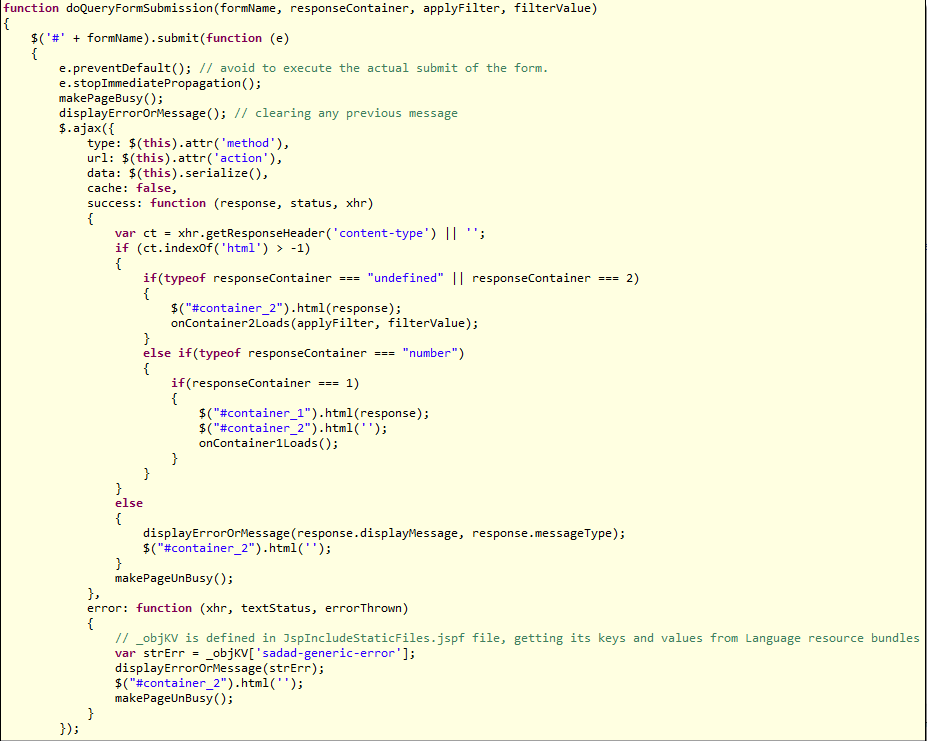 function doQueryFormSubmission(formName, responseContainer, applyFilter, filterValue)
{
    $('#' + formName).submit(function (e)
    {
        e.preventDefault(); // avoid to execute the actual submit of the form.
        e.stopImmediatePropagation();
        makePageBusy();
        displayErrorOrMessage(); // clearing any previous message
        $.ajax({
            type: $(this).attr('method'),
            url: $(this).attr('action'),
            data: $(this).serialize(),
            cache: false,
            success: function (response, status, xhr)
            {
                var ct = xhr.getResponseHeader('content-type') || '';
                if (ct.indexOf('html') > -1)
                {
                    if(typeof responseContainer === "undefined" || responseContainer === 2)
                    {
                        $("#container_2").html(response);
                        onContainer2Loads(applyFilter, filterValue);
                    }
                    else if(typeof responseContainer === "number")
                    {
                        if(responseContainer === 1)
                        {
                            $("#container_1").html(response);
                            $("#container_2").html('');
                            onContainer1Loads();
                        }
                    }
                }
                else
                {
                    displayErrorOrMessage(response.displayMessage, response.messageType);
                    $("#container_2").html('');
                }
                makePageUnBusy();
            },
            error: function (xhr, textStatus, errorThrown)
            {
                // _objKV is defined in JspIncludeStaticFiles.jspf file, getting its keys and values from Language resource bundles
                var strErr = _objKV['sadad-generic-error'];
                displayErrorOrMessage(strErr);
                $("#container_2").html('');
                makePageUnBusy();
            }
        });